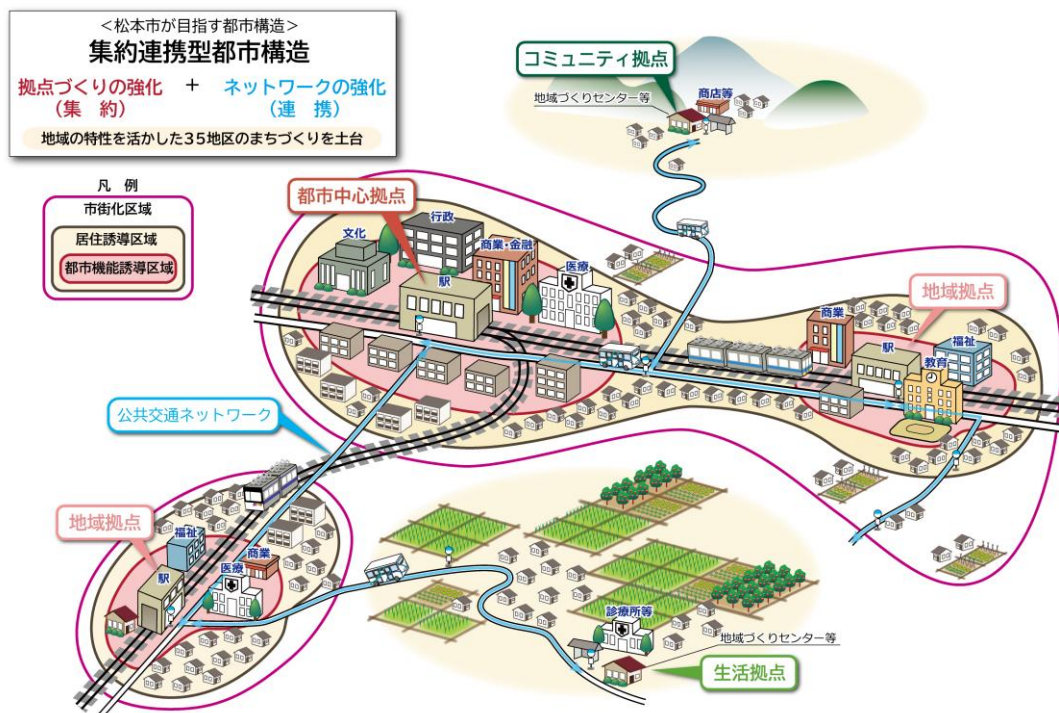 <松本市が目指す都市構造>
集約連携型都市構造
拠点づくりの強化 + ネットワークの強化
(集 約) (連 携)
地域の特性を活かした35地区のまちづくりを土台
凡 例
市街化区域
居住誘導区域
都市機能誘導区域
コミュニティ拠点
地域づくりセンター等
商店等
都市中心拠点
行政
文化
商業・金融
駅
医療
地域拠点
商業
駅
福祉
教育
公共交通ネットワーク
地域拠点
福祉
商業
駅
医療
診療所等
地域づくりセンター等
生活拠点